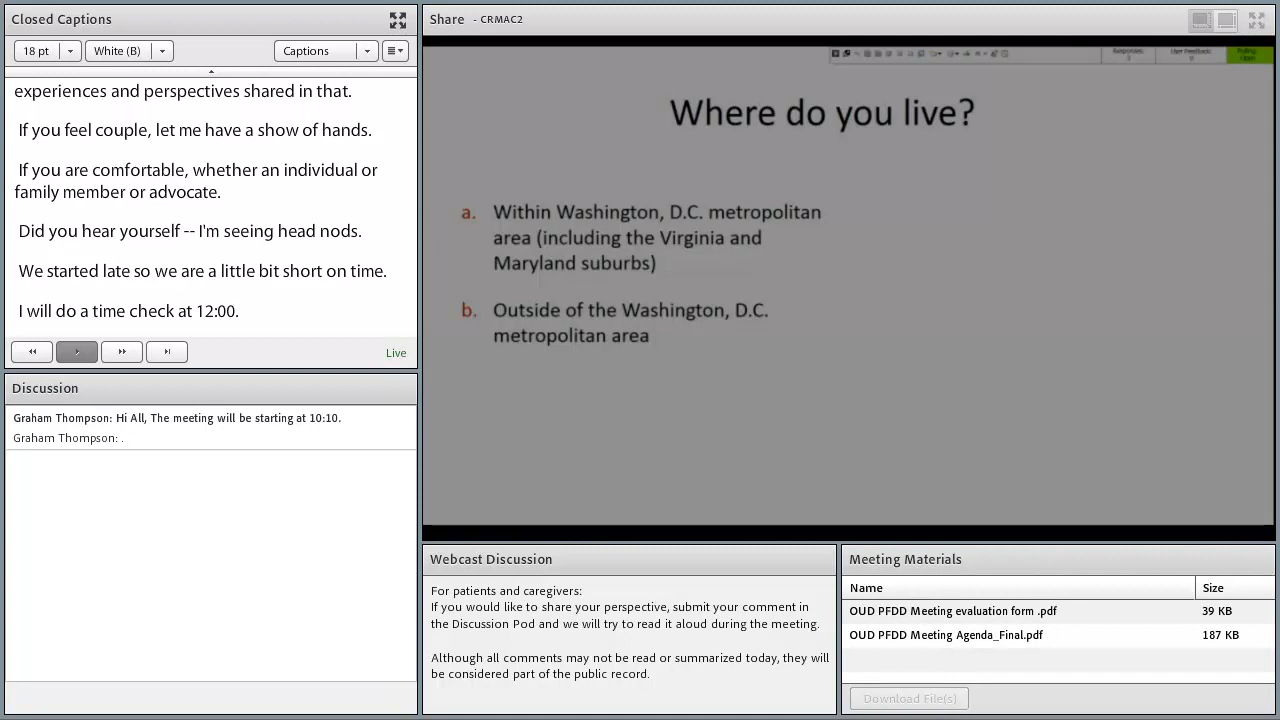 Closed Captions
18 pt
White (B)
Captions
experiences and perspectives shared in that.
If you feel couple, let me have a show of hands.
If you are comfortable, whether an individual or
family member or advocate.
Did you hear yourself -- I'm seeing head nods.
We started late so we are a little bit short on time.
I will do a time check at 12:00.
Live
Discussion
Graham Thompson: Hi All, The meeting will be starting at 10:10.
Graham Thompson: .
Share - CRMAC2
Where do you live?
a. Within Washington, D.C. metropolitan
area (including the Virginia and
Maryland suburbs)
b. Outside of the Washington, D.C.
metropolitan area
Webcast Discussion
For patients and caregivers:
If you would like to share your perspective, submit your comment in
the Discussion Pod and we will try to read it aloud during the meeting.
Although all comments may not be read or summarized today, they will
be considered part of the public record.
Meeting Materials
Name Size
OUD PFDD Meeting evaluation form .pdf 39 KB
OUD PFDD Meeting Agenda_Final.pdf 187 KB
Download File(s)